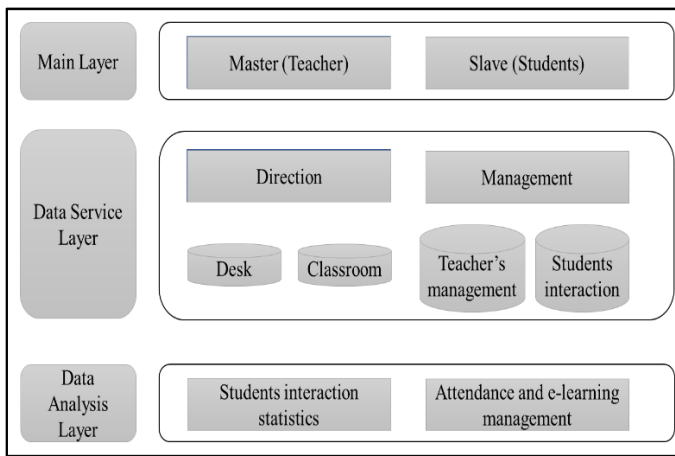 Main Layer
Master (Teacher)
Slave (Students)
Data Service
Layer
Direction
Management
Desk
Classroom
Teacher's
management
Students
interaction
Data
Analysis
Layer
Students interaction
statistics
Attendance and e-learning
management